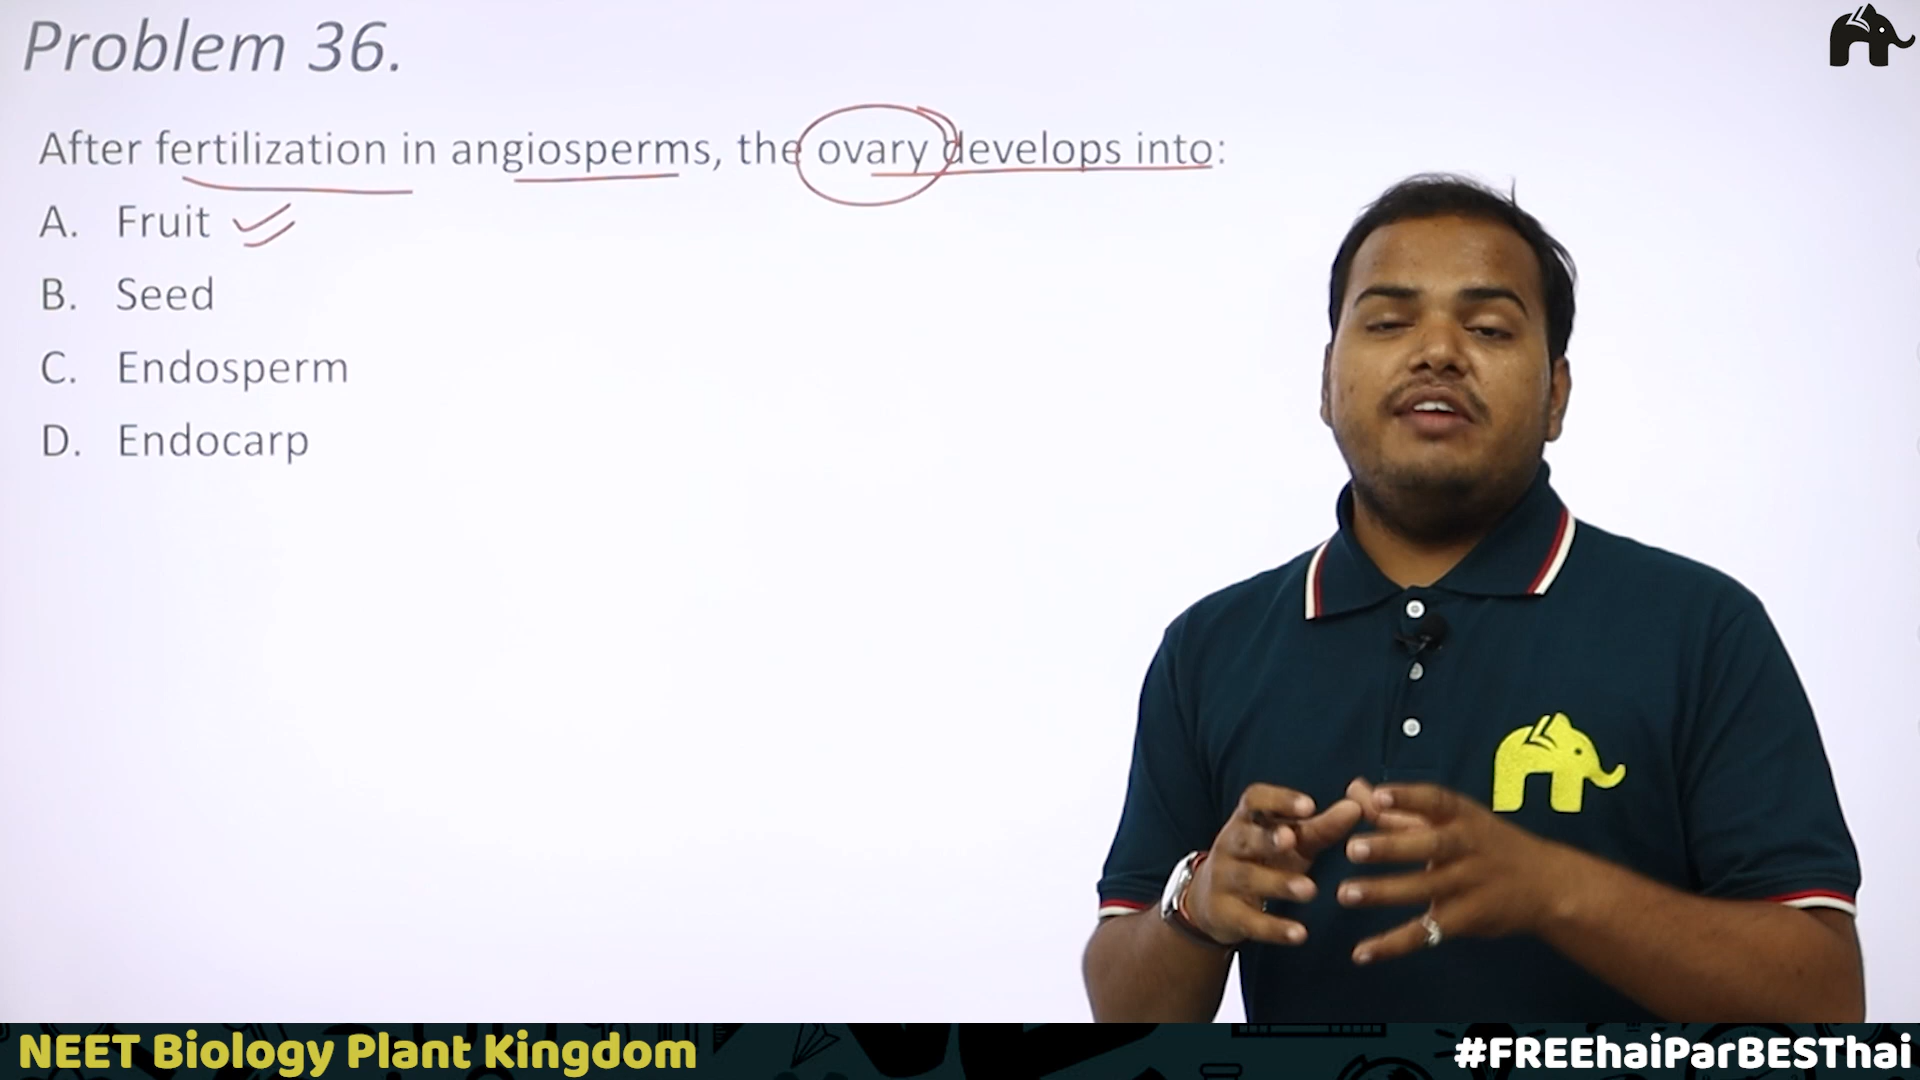 Problem 36.
After fertilization in angiosperms, the ovary develops into:
A. Fruit
B. Seed
C. Endosperm
D. Endocarp
NEET Biology Plant Kingdom
#FREEhaiParBESThai